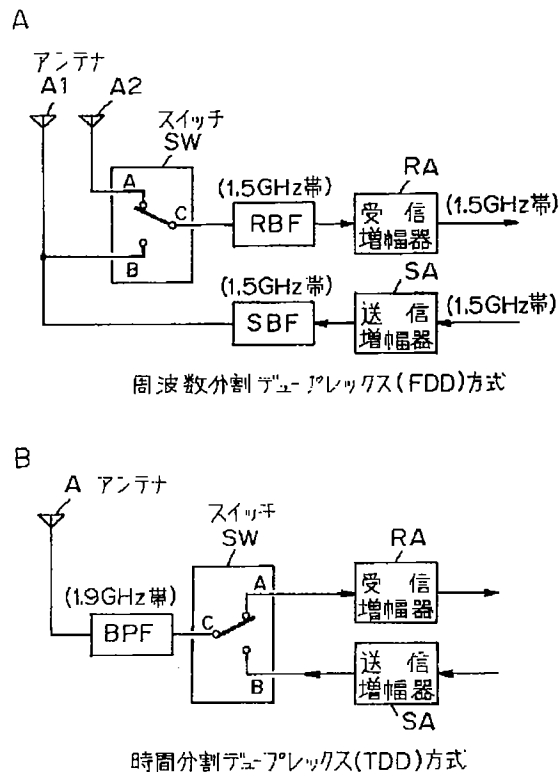 A
アンテナ
A1 A2
スイッチ
SW
A
C
B
(1.5GHz帯)
RBF
RA
受信
増幅器
(1.5GHz帯)
(1.5GHz帯)
SBF
SA
送信
増幅器
(1.5GHz帯)
周波数分割デュープレックス(FDD)方式
B
A アンテナ
(1.9GHz帯)
BPF
スイッチ
SW
C
A
B
RA
受信
増幅器
送信
増幅器
SA
時間分割デュープレックス(TDD)方式